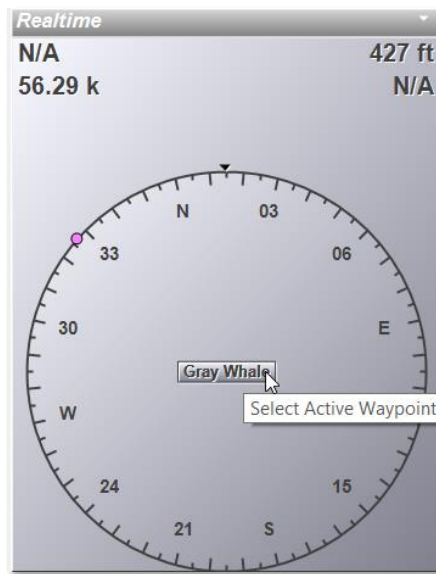 Realtime
N/A 427 ft
56.29 k N/A
N 03
33 06
30 E
Gray Whale
Select Active Waypoint
W
24 15
21 S